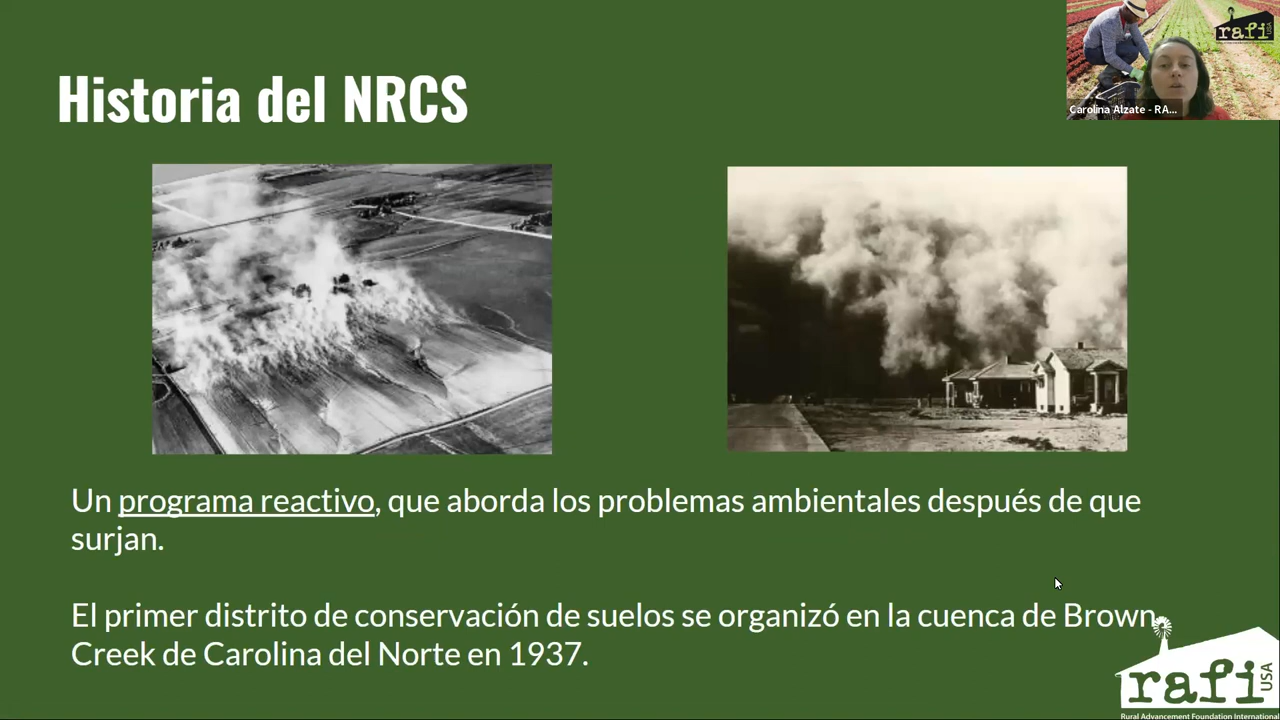 Historia del NRCS
rafi
USA
Carolina Alzate - RA...
Un programa reactivo, que aborda los problemas ambientales después de que
surjan.
El primer distrito de conservación de suelos se organizó en la cuenca de Brown
Creek de Carolina del Norte en 1937.
rafi
USA
Rural Advancement Foundation International